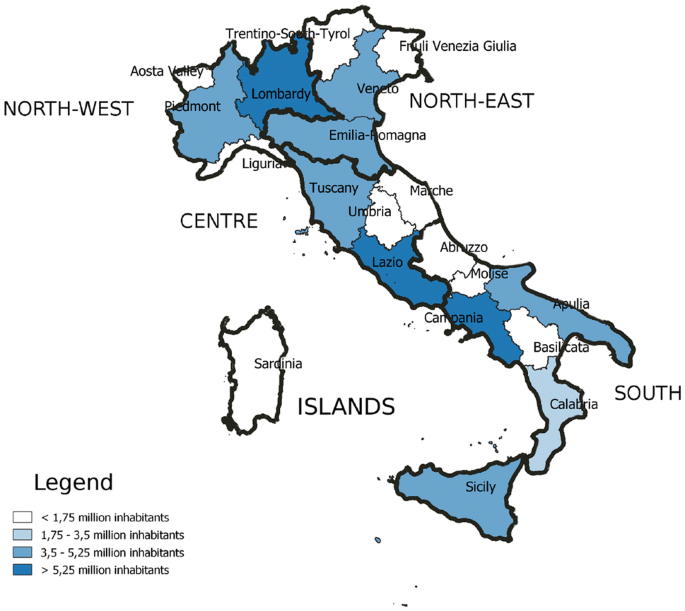 Trentino-South-Tyrol
Friuli Venezia Giulia
Aosta Valley
Lombardy
Veneto
NORTH-EAST
NORTH-WEST
Piedmont
Emilia-Romagna
Liguria
Tuscany
Marche
Umbria
CENTRE
Abruzzo
Lazio
Molise
Apulia
Campania
Basilicata
Sardinia
SOUTH
ISLANDS
Calabria
Sicily
Legend
< 1,75 million inhabitants
1,75 - 3,5 million inhabitants
3,5 - 5,25 million inhabitants
> 5,25 million inhabitants